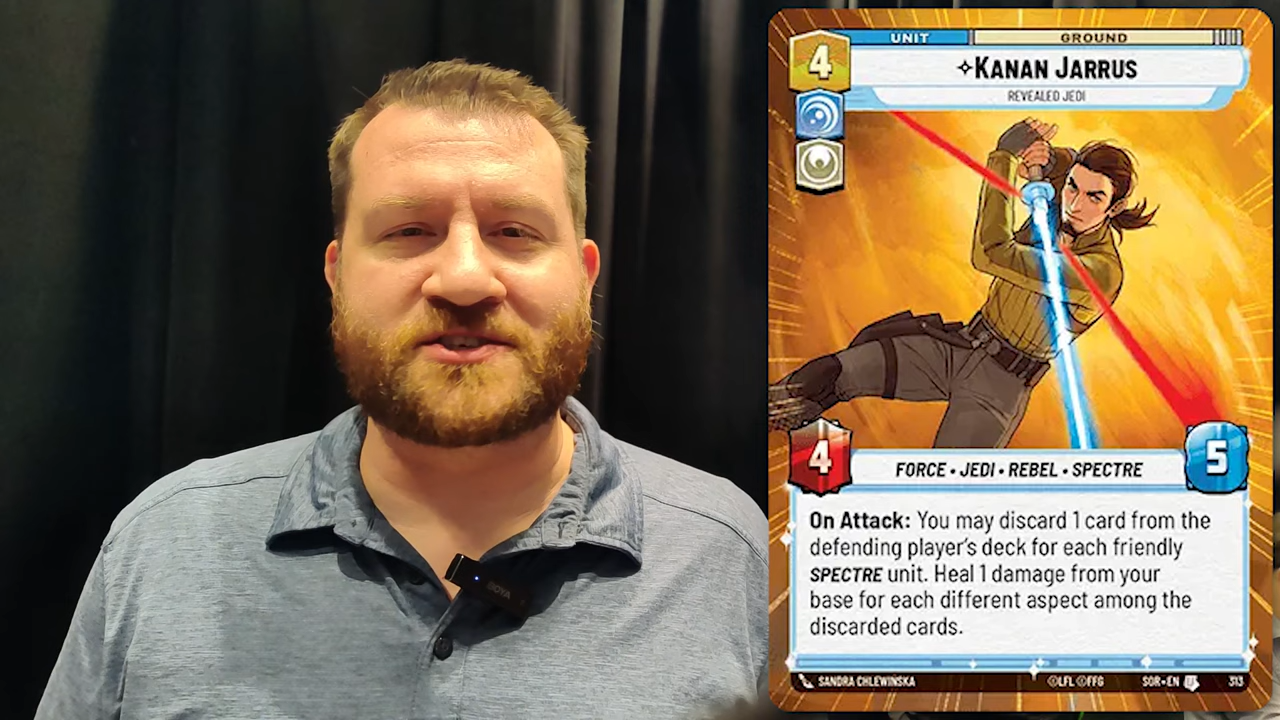 UNIT
GROUND
4
KANAN JARRUS
REVEALED JEDI
4
FORCE • JEDI • REBEL • SPECTRE
5
On Attack: You may discard 1 card from the
defending player's deck for each friendly
SPECTRE unit. Heal 1 damage from your
base for each different aspect among the
discarded cards.
SANDRA CHLEWIŃSKA
©LFL ©FFG
SOR•EN
313
BOYA